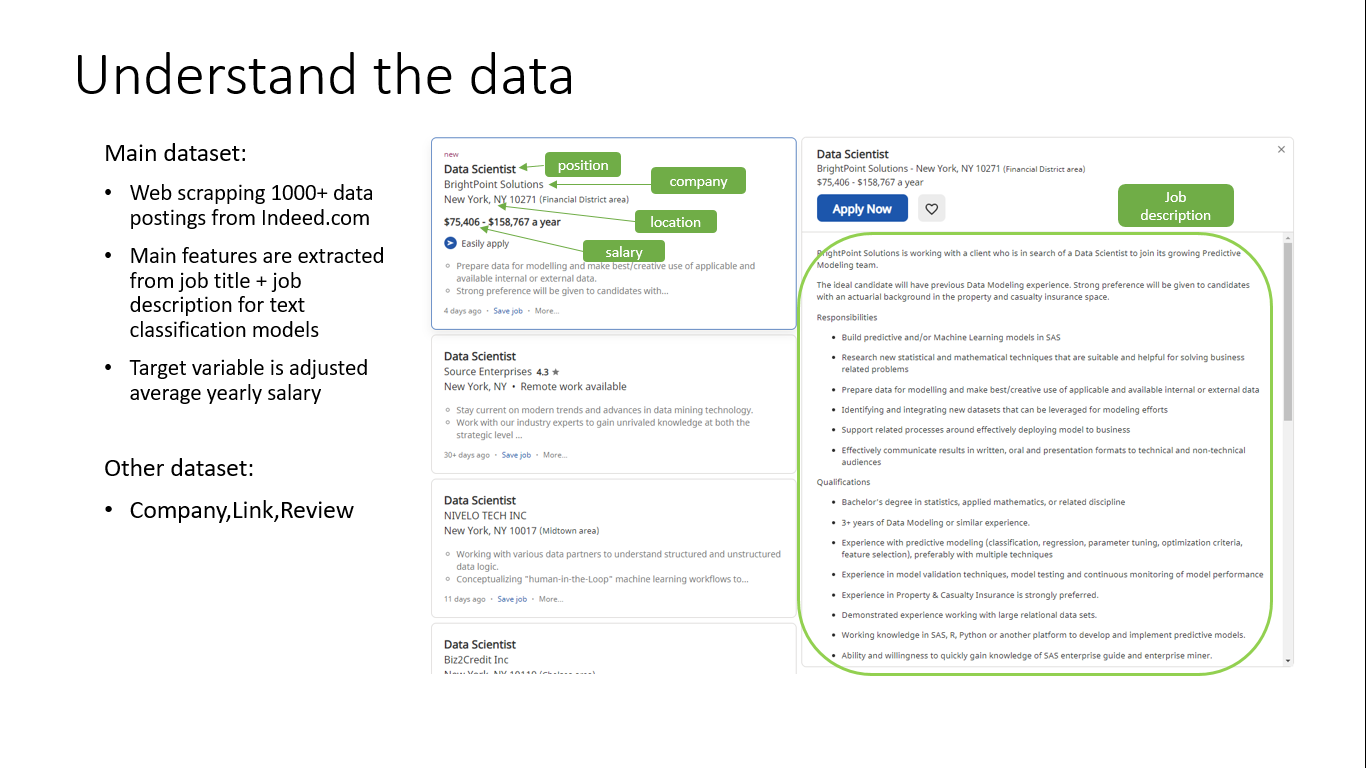 Understand the data
Main dataset:
• Web scrapping 1000+ data
postings from Indeed.com
• Main features are extracted
from job title + job
description for text
classification models
• Target variable is adjusted
average yearly salary
Other dataset:
• Company,Link,Review
new
Data Scientist
position
BrightPoint Solutions
company
New York, NY 10271 (Financial District area)
location
$75,406 - $158,767 a year
salary
Easily apply
Prepare data for modelling and make best/creative use of applicable and
available internal or external data.
Strong preference will be given to candidates with...
4 days ago · Save job · More...
Data Scientist
Source Enterprises 4.3 ★
New York, NY • Remote work available
Stay current on modern trends and advances in data mining technology.
Work with our industry experts to gain unrivaled knowledge at both the
strategic level ...
30+ days ago · Save job · More...
Data Scientist
NIVELO TECH INC
New York, NY 10017 (Midtown area)
Working with various data partners to understand structured and unstructured
data logic.
Conceptualizing "human-in-the-Loop" machine learning workflows to...
11 days ago · Save job · More...
Data Scientist
Biz2Credit Inc
Data Scientist
BrightPoint Solutions - New York, NY 10271 (Financial District area)
$75,406 - $158,767 a year
Apply Now
Job
description
BrightPoint Solutions is working with a client who is in search of a Data Scientist to join its growing Predictive
Modeling team.
The ideal candidate will have previous Data Modeling experience. Strong preference will be given to candidates
with an actuarial background in the property and casualty insurance space.
Responsibilities
• Build predictive and/or Machine Learning models in SAS
• Research new statistical and mathematical techniques that are suitable and helpful for solving business
related problems
• Prepare data for modelling and make best/creative use of applicable and available internal or external data
• Identifying and integrating new datasets that can be leveraged for modeling efforts
• Support related processes around effectively deploying model to business
• Effectively communicate results in written, oral and presentation formats to technical and non-technical
audiences
Qualifications
• Bachelor's degree in statistics, applied mathematics, or related discipline
• 3+ years of Data Modeling or similar experience.
• Experience with predictive modeling (classification, regression, parameter tuning, optimization criteria,
feature selection), preferably with multiple techniques
• Experience in model validation techniques, model testing and continuous monitoring of model performance
• Experience in Property & Casualty Insurance is strongly preferred.
• Demonstrated experience working with large relational data sets.
• Working knowledge in SAS, R, Python or another platform to develop and implement predictive models.
• Ability and willingness to quickly gain knowledge of SAS enterprise guide and enterprise miner.